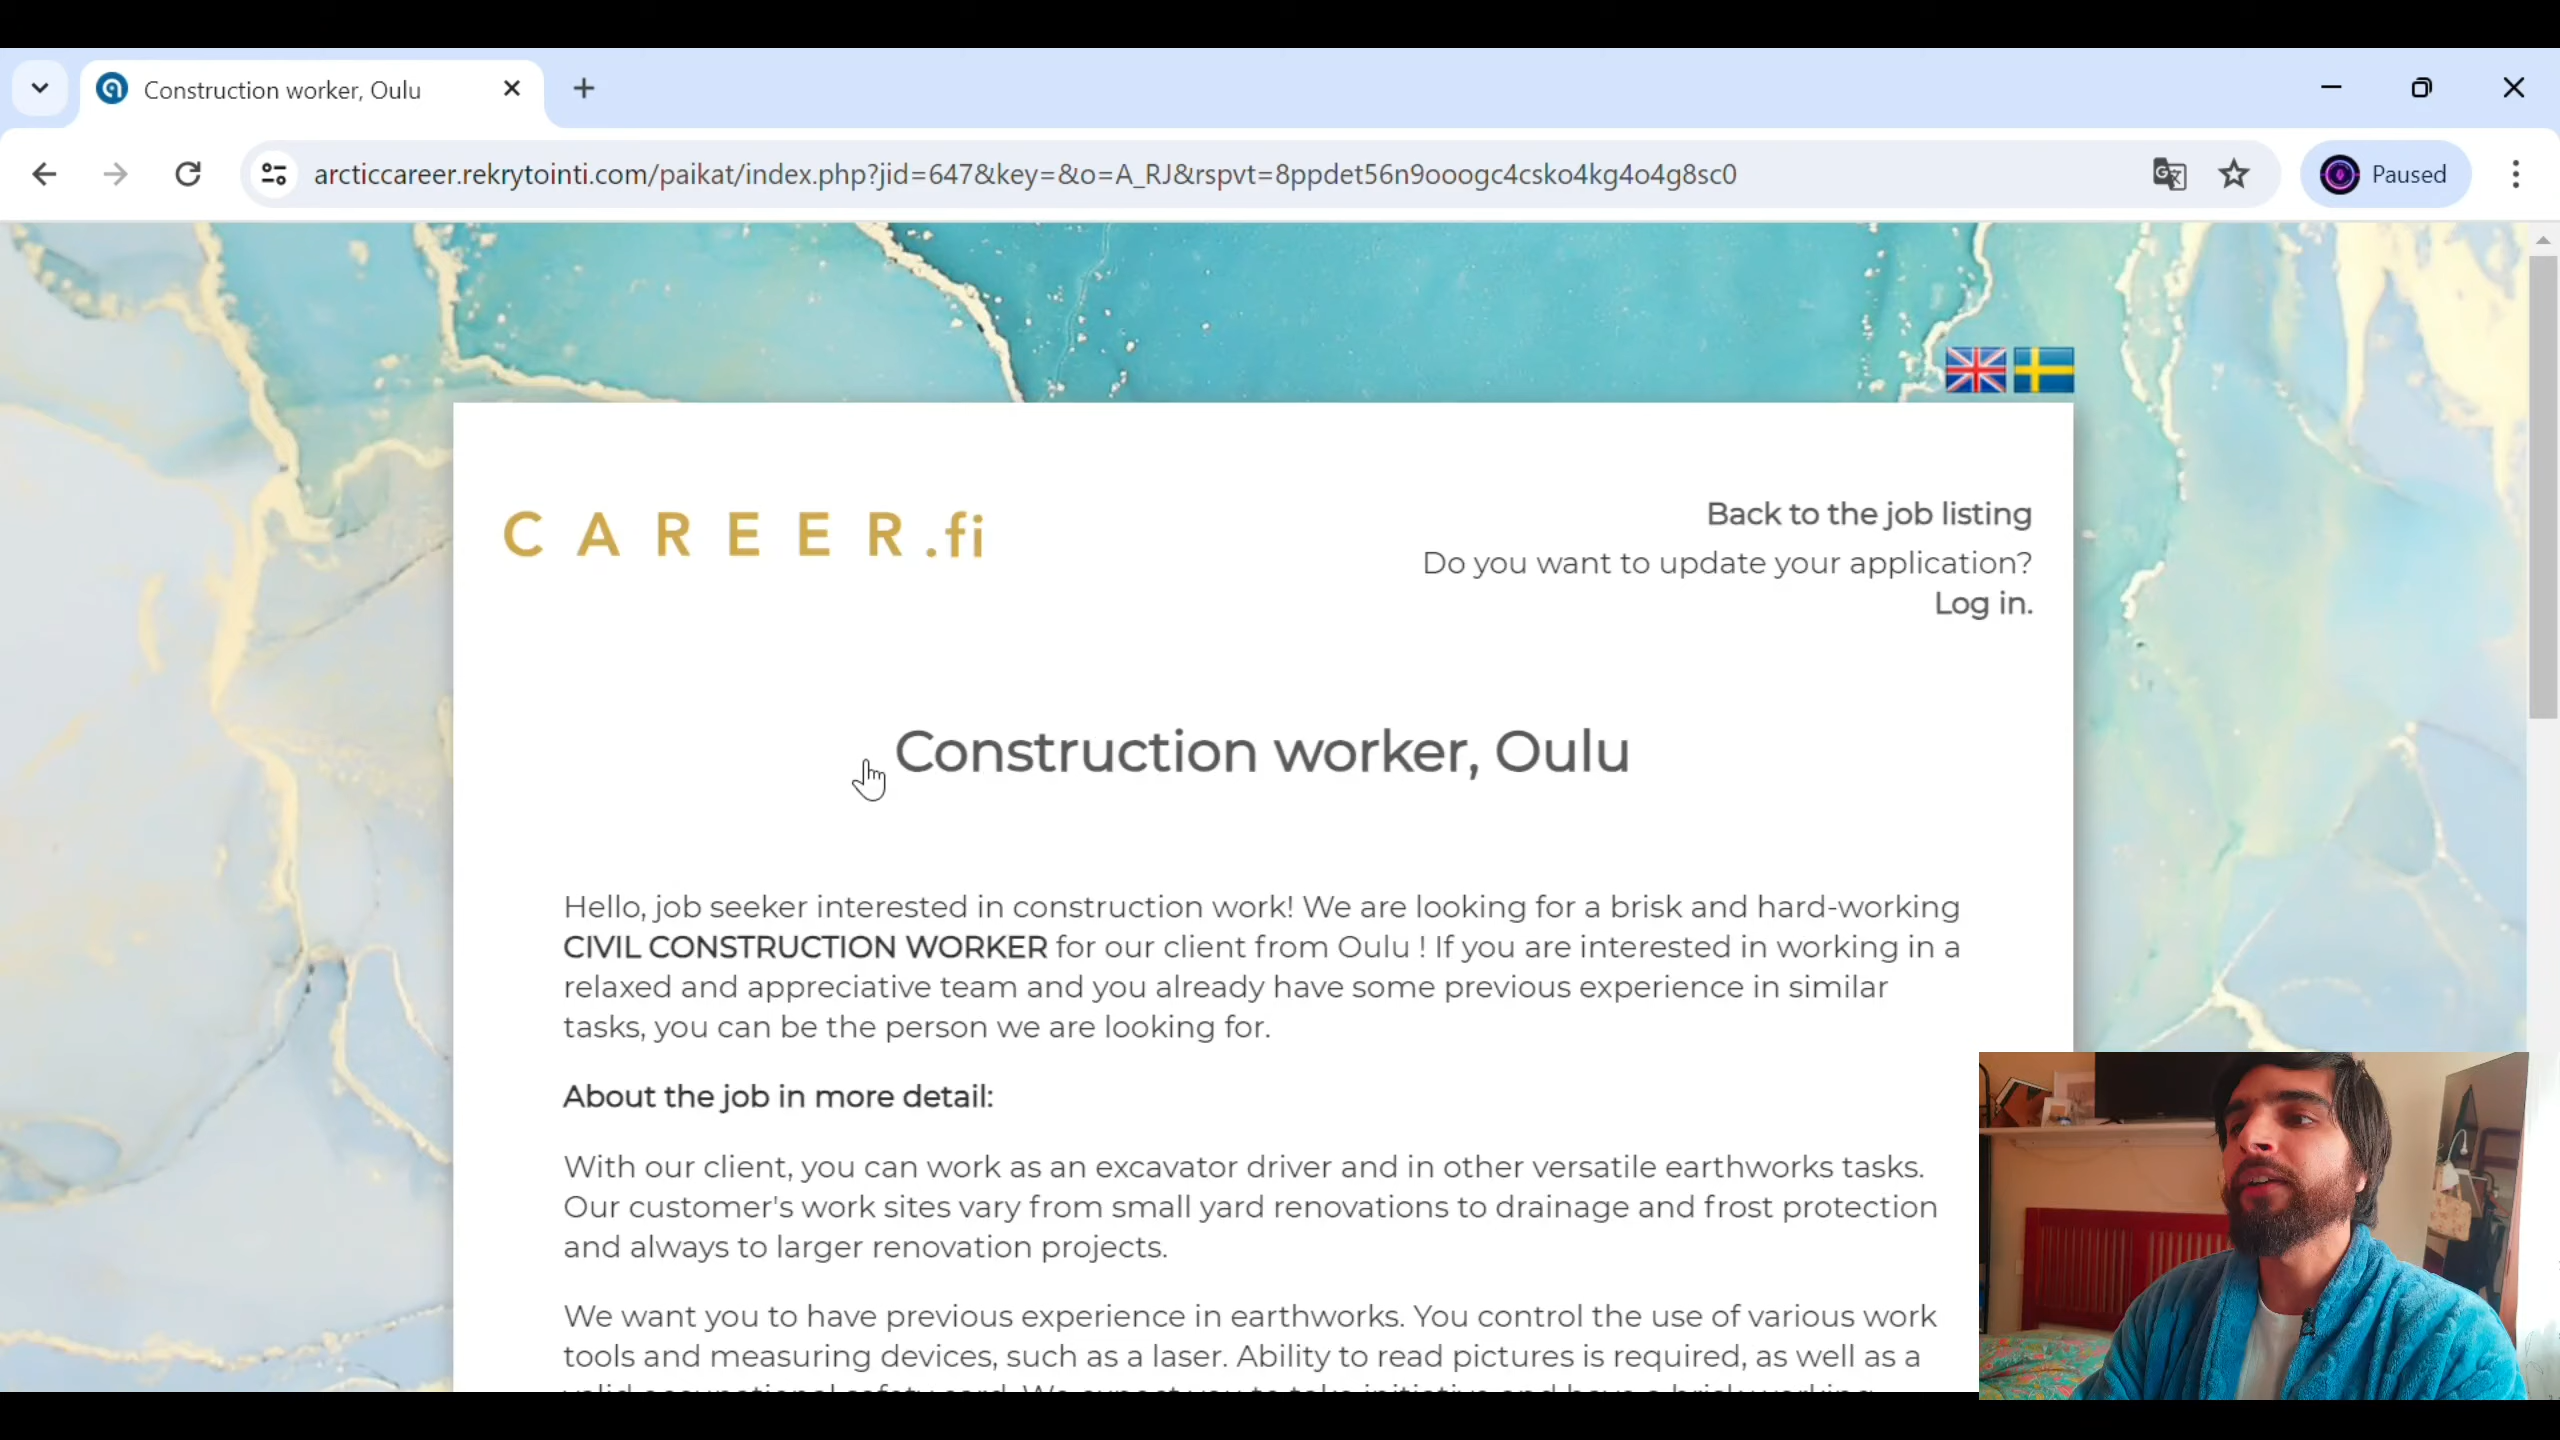 Construction worker, Oulu
arcticcareer.rekrytointi.com/paikat/index.php?jid=647&key=&o=A_RJ&rspvt=8ppdet56n9ooogc4csko4kg4o4g8sc0
Paused
CAREER.fi
Back to the job listing
Do you want to update your application?
Log in.
Construction worker, Oulu
Hello, job seeker interested in construction work! We are looking for a brisk and hard-working
CIVIL CONSTRUCTION WORKER for our client from Oulu ! If you are interested in working in a
relaxed and appreciative team and you already have some previous experience in similar
tasks, you can be the person we are looking for.
About the job in more detail:
With our client, you can work as an excavator driver and in other versatile earthworks tasks.
Our customer's work sites vary from small yard renovations to drainage and frost protection
and always to larger renovation projects.
We want you to have previous experience in earthworks. You control the use of various work
tools and measuring devices, such as a laser. Ability to read pictures is required, as well as a